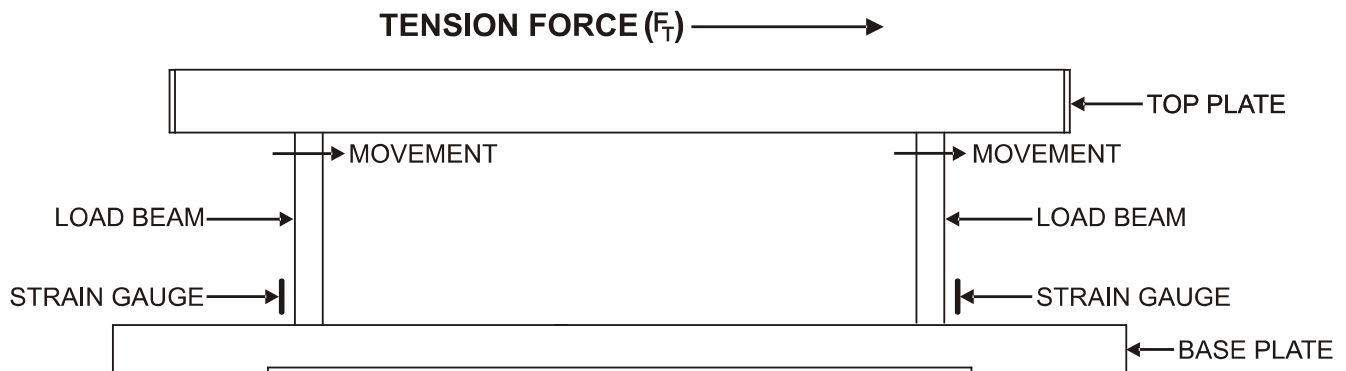 TENSION FORCE (FT)
TOP PLATE
MOVEMENT
MOVEMENT
LOAD BEAM
LOAD BEAM
STRAIN GAUGE
STRAIN GAUGE
BASE PLATE